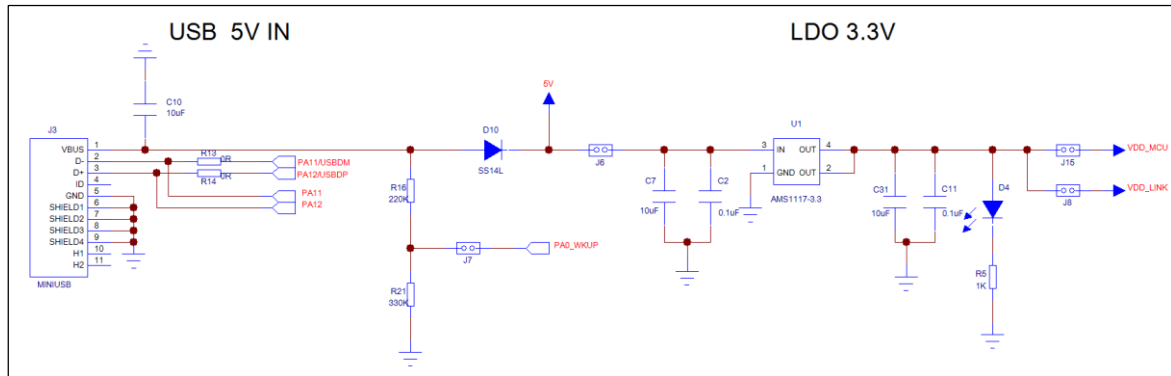 USB 5V IN
LDO 3.3V
C10
10uF
J3
VBUS 1
D- 2
D+ 3
ID 4
GND 5
SHIELD1 6
SHIELD2 7
SHIELD3 8
SHIELD4 9
H1 10
H2 11
MINIUSB
R13
0R
PA11/USBDM
R14
0R
PA12/USBDP
PA11
PA12
R16
220K
J7
PA0_WKUP
R21
330K
D10
SS14L
5V
J6
C7
10uF
C2
0.1uF
U1
3 IN OUT 4
1 GND OUT 2
AMS1117-3.3
C31
10uF
C11
0.1uF
D4
R5
1K
J15
VDD_MCU
J8
VDD_LINK